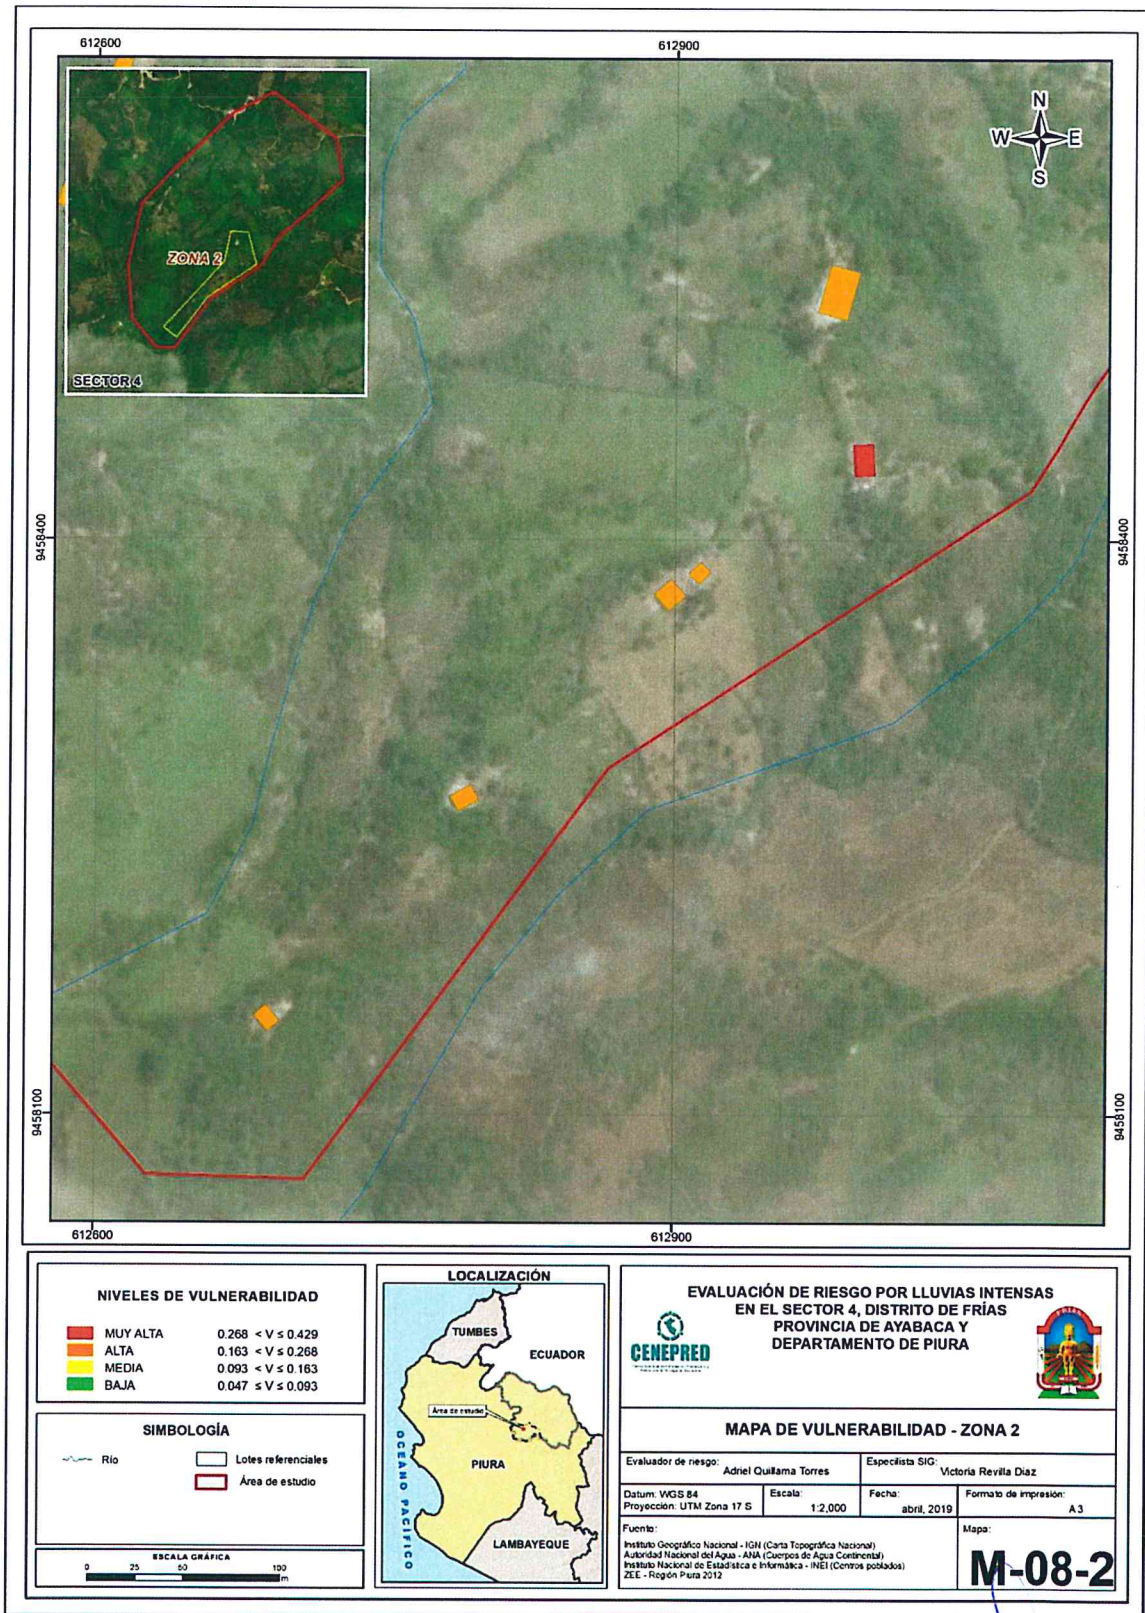 612600
612900
N
W
E
S
ZONA 2
SECTOR 4
9458400
9458400
9458100
9458100
612600
612900
NIVELES DE VULNERABILIDAD
MUY ALTA 0.268 < V ≤ 0.429
ALTA 0.163 < V ≤ 0.268
MEDIA 0.093 < V ≤ 0.163
BAJA 0.047 ≤ V ≤ 0.093
SIMBOLOGÍA
Río
Lotes referenciales
Área de estudio
ESCALA GRÁFICA
0 25 50 100
m
LOCALIZACIÓN
TUMBES
ECUADOR
Área de estudio
PIURA
OCEANO PACIFICO
LAMBAYEQUE
EVALUACIÓN DE RIESGO POR LLUVIAS INTENSAS
EN EL SECTOR 4, DISTRITO DE FRÍAS
PROVINCIA DE AYABACA Y
DEPARTAMENTO DE PIURA
CENEPRED
FRIAS
MAPA DE VULNERABILIDAD - ZONA 2
Evaluador de riesgo:
Adriel Quillama Torres
Especilista SIG:
Victoria Revilla Diaz
Datum: WGS 84
Proyección: UTM Zona 17 S
Escala:
1:2,000
Fecha:
abril, 2019
Formato de impresión:
A3
Fuente:
Instituto Geográfico Nacional - IGN (Carta Topográfica Nacional)
Autoridad Nacional del Agua - ANA (Cuerpos de Agua Continental)
Instituto Nacional de Estadística e Informática - INEI (Centros poblados)
ZEE - Región Piura 2012
Mapa:
M-08-2